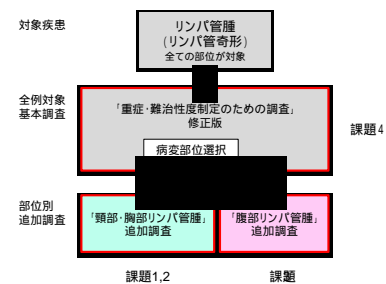 対象疾患
リンパ管腫
(リンパ管奇形)
全ての部位が対象
全例対象
基本調査
「重症・難治性度制定のための調査」
修正版
課題4
病変部位選択
部位別
追加調査
「頸部・胸部リンパ管腫」
追加調査
「腹部リンパ管腫」
追加調査
課題1,2
課題